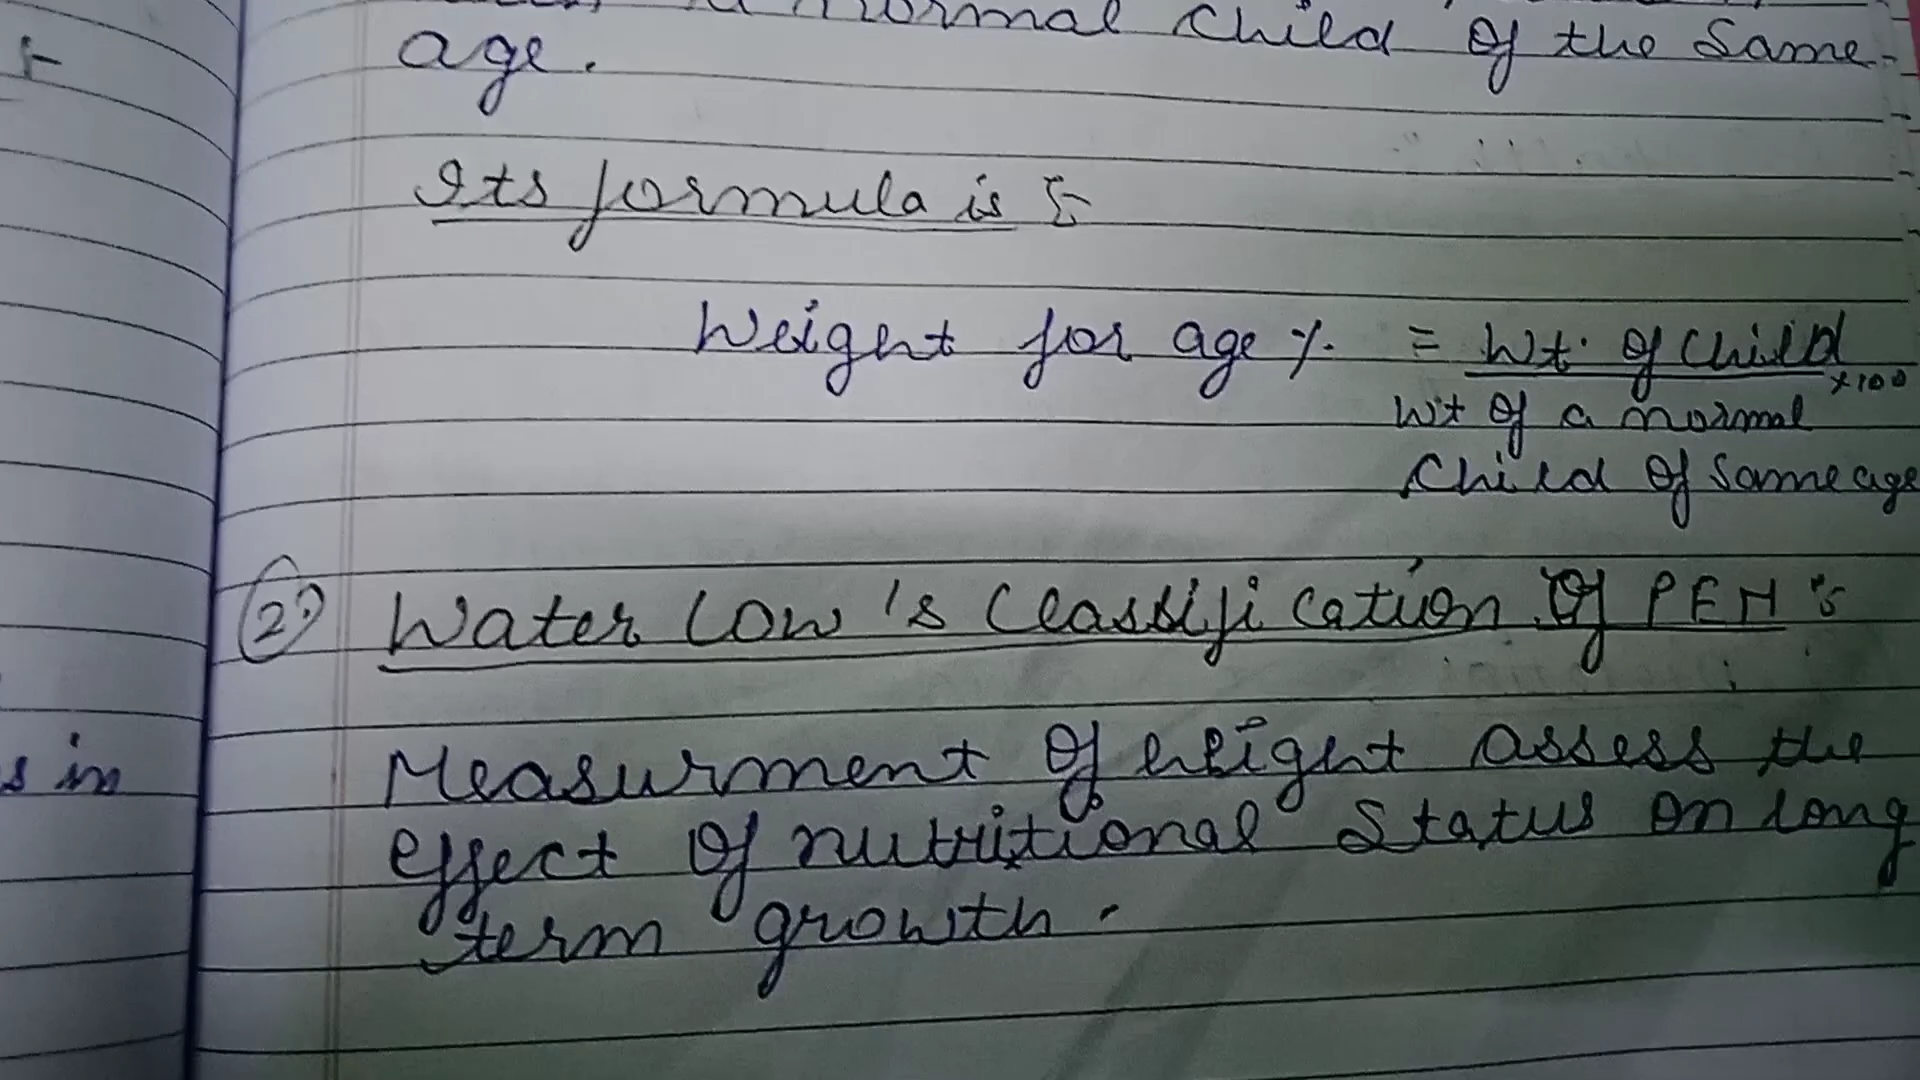 normal child of the same
age.
Its formula is :-
Weight for age % = Wt. of child ×100
Wt of a normal
child of same age
2) Water Low's Classification of PEM :-
Measurment of height assess the
effect of nutritional status on long
term growth.
s in